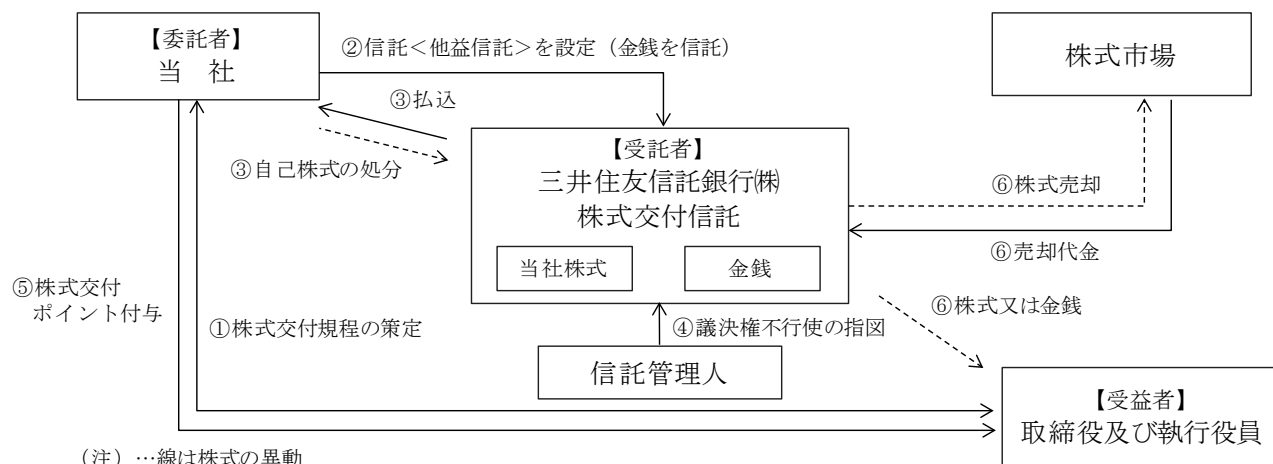 【委託者】
当　社
②信託＜他益信託＞を設定（金銭を信託）
株式市場
③払込
③自己株式の処分
【受託者】
三井住友信託銀行㈱
株式交付信託
当社株式
金銭
⑥株式売却
⑥売却代金
⑤株式交付
ポイント付与
①株式交付規程の策定
④議決権不行使の指図
⑥株式又は金銭
信託管理人
【受益者】
取締役及び執行役員
（注）…線は株式の異動